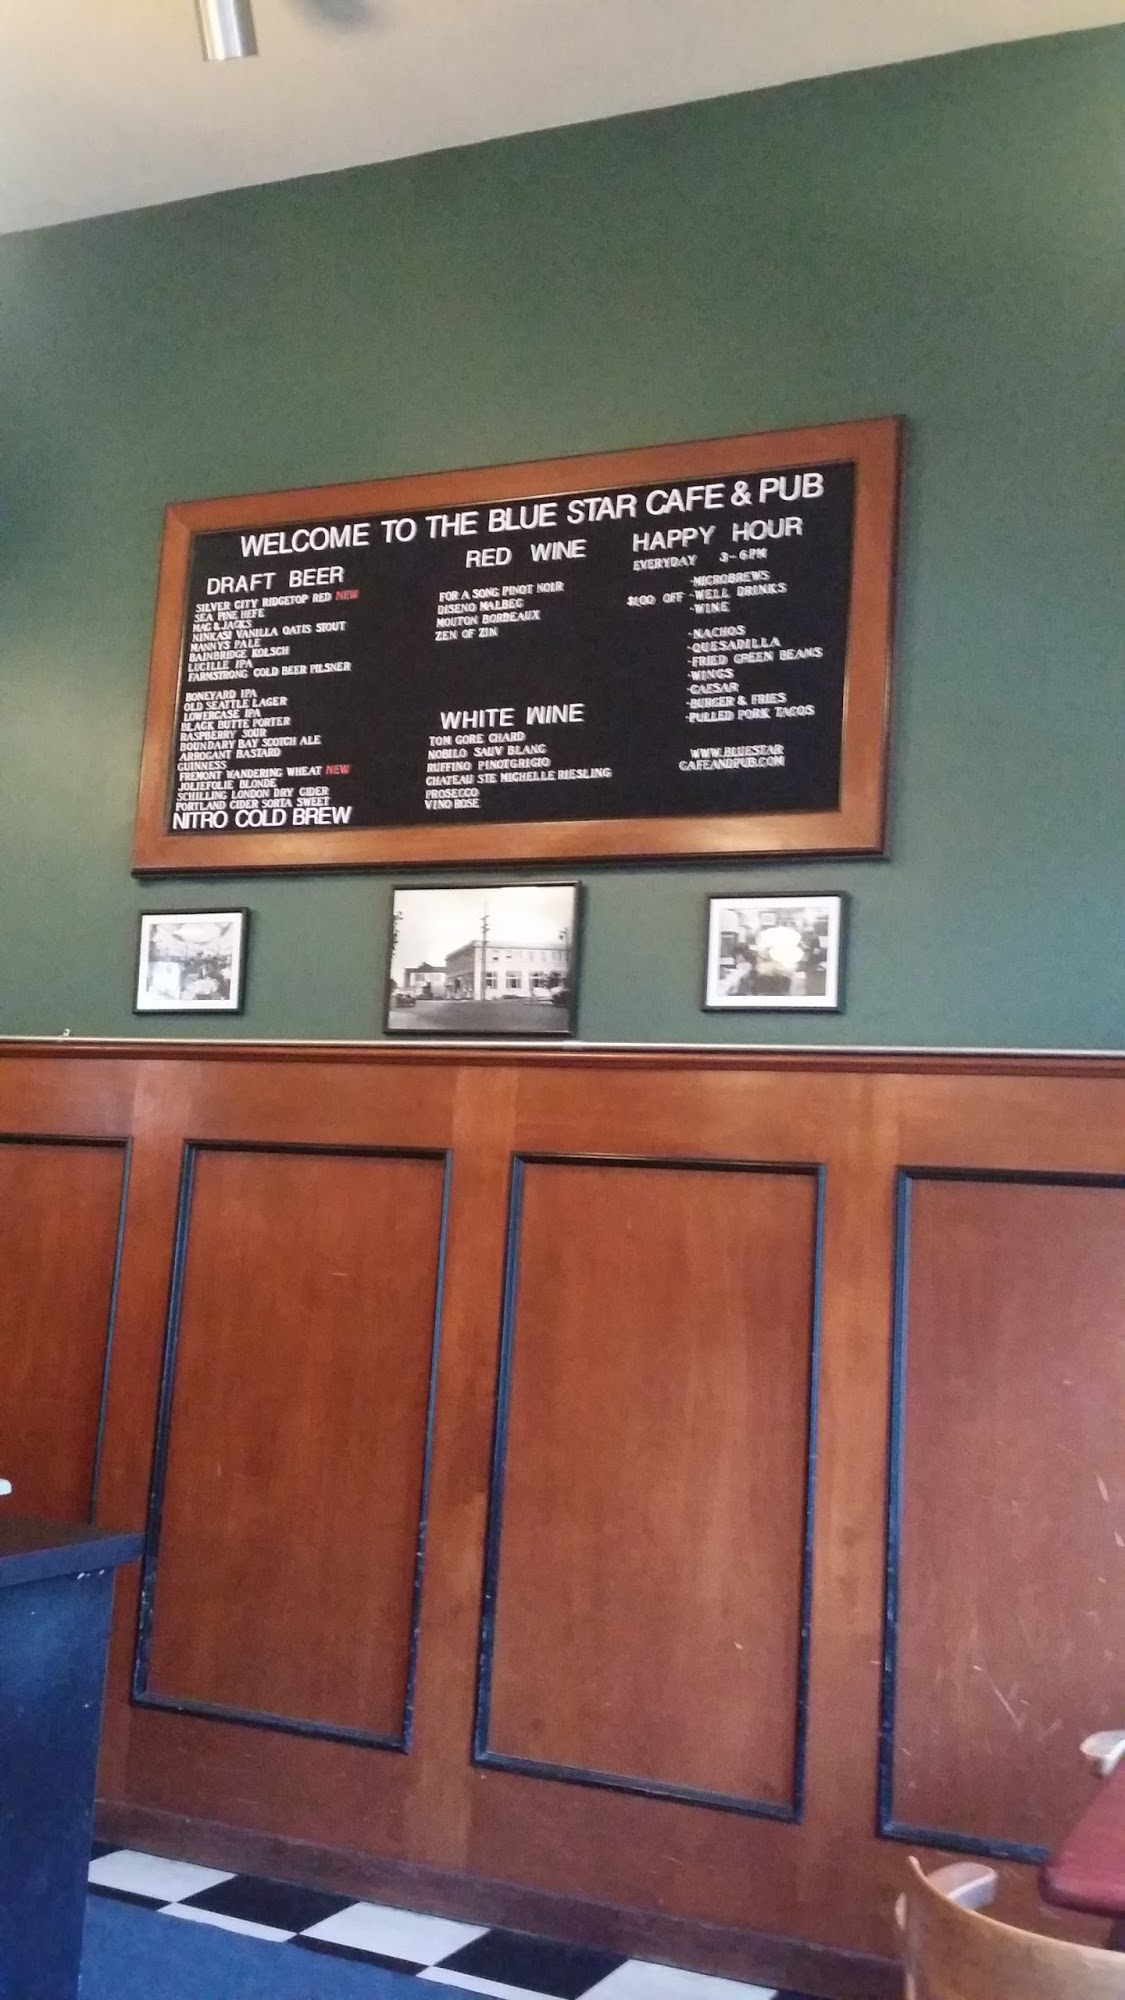 WELCOME TO THE BLUE STAR CAFE & PUB
DRAFT BEER
SILVER CITY RIDGETOP RED NEW
SEA PINE HEFE
MAC & JACKS
NINKASI VANILLA OATIS STOUT
MANNYS PALE
BAINBRIDGE KOLSCH
LUCILLE IPA
FARMSTRONG COLD BEER PILSNER
BONEYARD IPA
OLD SEATTLE LAGER
LOWERCASE IPA
BLACK BUTTE PORTER
RASPBERRY SOUR
BOUNDARY BAY SCOTCH ALE
ARROGANT BASTARD
GUINNESS
FREMONT WANDERING WHEAT NEW
JOLIEFOLIE BLONDE
SCHILLING LONDON DRY CIDER
PORTLAND CIDER SORTA SWEET
NITRO COLD BREW
RED WINE
FOR A SONG PINOT NOIR
DISENO MALBEC
MOUTON BORDEAUX
ZEN OF ZIN
WHITE WINE
TOM GORE CHARD
NOBILO SAUV BLANC
RUFFINO PINOTGRIGIO
CHATEAU STE MICHELLE RIESLING
PROSECCO
VINO ROSE
HAPPY HOUR
EVERYDAY 3-6PM
-MICROBREWS
$1.00 OFF -WELL DRINKS
-WINE
-NACHOS
-QUESADILLA
-FRIED GREEN BEANS
-WINGS
-CAESAR
-BURGER & FRIES
-PULLED PORK TACOS
WWW.BLUESTAR
CAFEANDPUB.COM